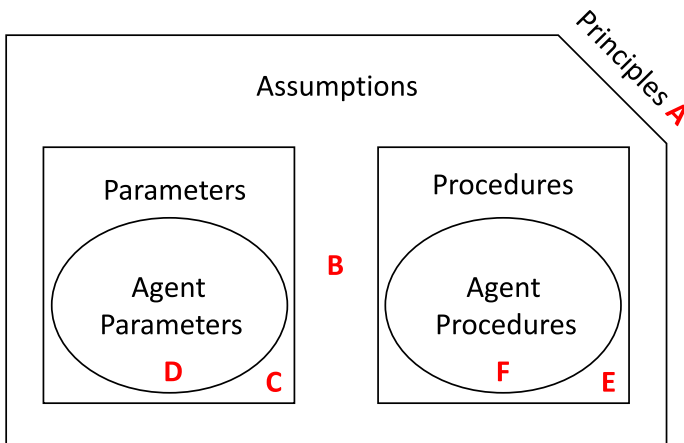 Principles A
Assumptions
Parameters
Procedures
B
Agent
Parameters
D
C
Agent
Procedures
F
E